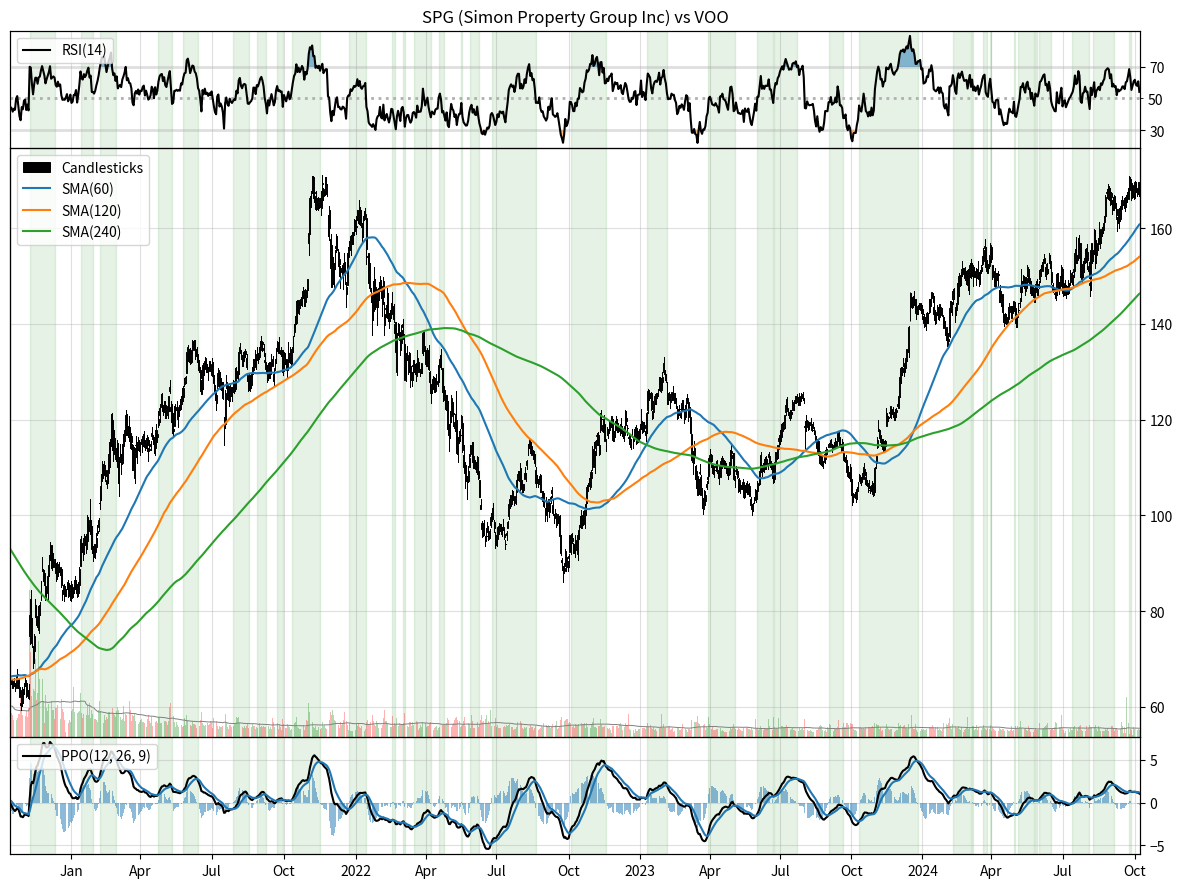 SPG (Simon Property Group Inc) vs VOO
RSI(14)
70
50
30
Candlesticks
SMA(60)
SMA(120)
SMA(240)
160
140
120
100
80
60
PPO(12, 26, 9)
5
0
−5
Jan Apr Jul Oct 2022 Apr Jul Oct 2023 Apr Jul Oct 2024 Apr Jul Oct